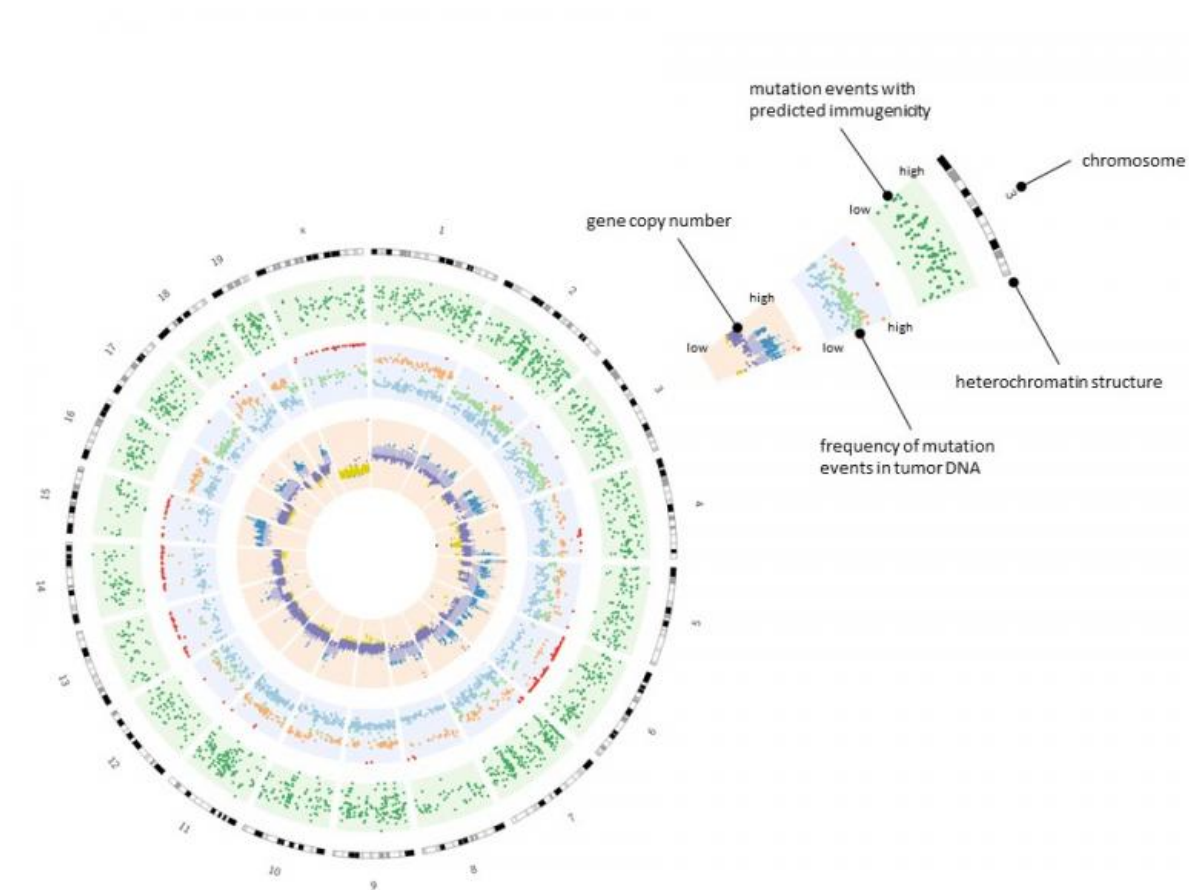 mutation events with
predicted immugenicity
high
chromosome
3
low
gene copy number
high
low
high
low
heterochromatin structure
frequency of mutation
events in tumor DNA
x
1
2
3
4
5
6
7
8
9
10
11
12
13
14
15
16
17
18
19